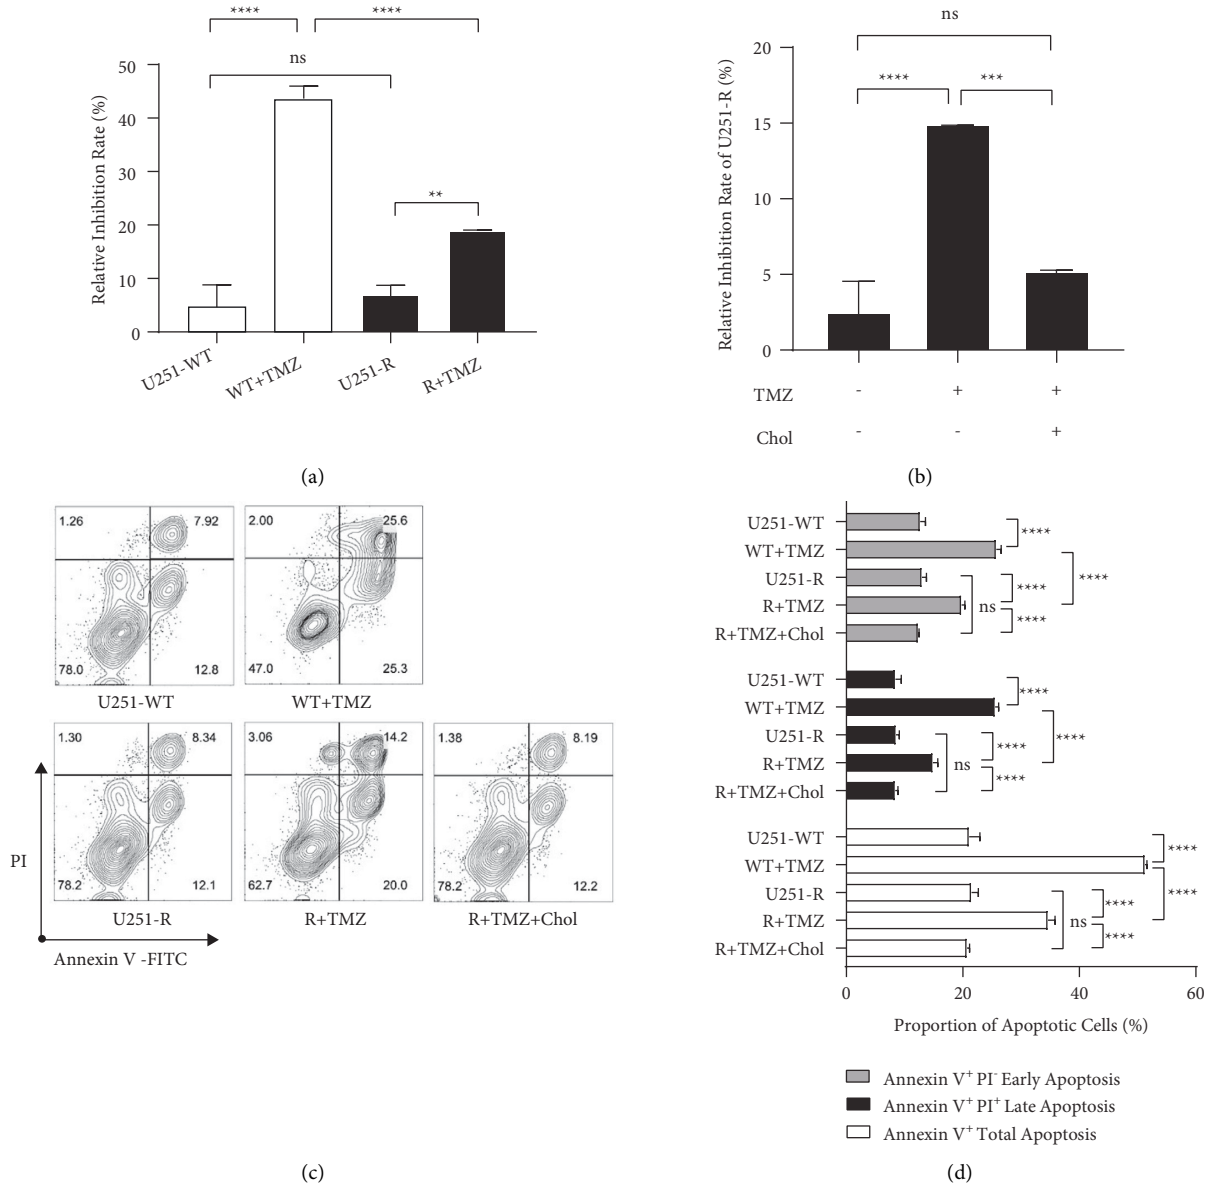 **** ****
ns
**
50
40
30
20
10
0
Relative Inhibition Rate (%)
U251-WT WT+TMZ U251-R R+TMZ
(a)
ns
**** ***
20
15
10
5
0
Relative Inhibition Rate of U251-R (%)
TMZ - + +
Chol - - +
(b)
1.26 7.92
78.0 12.8
U251-WT
2.00 25.6
47.0 25.3
WT+TMZ
1.30 8.34
78.2 12.1
U251-R
3.06 14.2
62.7 20.0
R+TMZ
1.38 8.19
78.2 12.2
R+TMZ+Chol
PI
Annexin V -FITC
(c)
U251-WT
****
WT+TMZ
U251-R
**** ****
R+TMZ
ns
****
R+TMZ+Chol
U251-WT
****
WT+TMZ
U251-R
**** ****
R+TMZ
ns
****
R+TMZ+Chol
U251-WT
****
WT+TMZ
U251-R
**** ****
R+TMZ
ns
****
R+TMZ+Chol
0 20 40 60
Proportion of Apoptotic Cells (%)
Annexin V⁺ PI⁻ Early Apoptosis
Annexin V⁺ PI⁺ Late Apoptosis
Annexin V⁺ Total Apoptosis
(d)